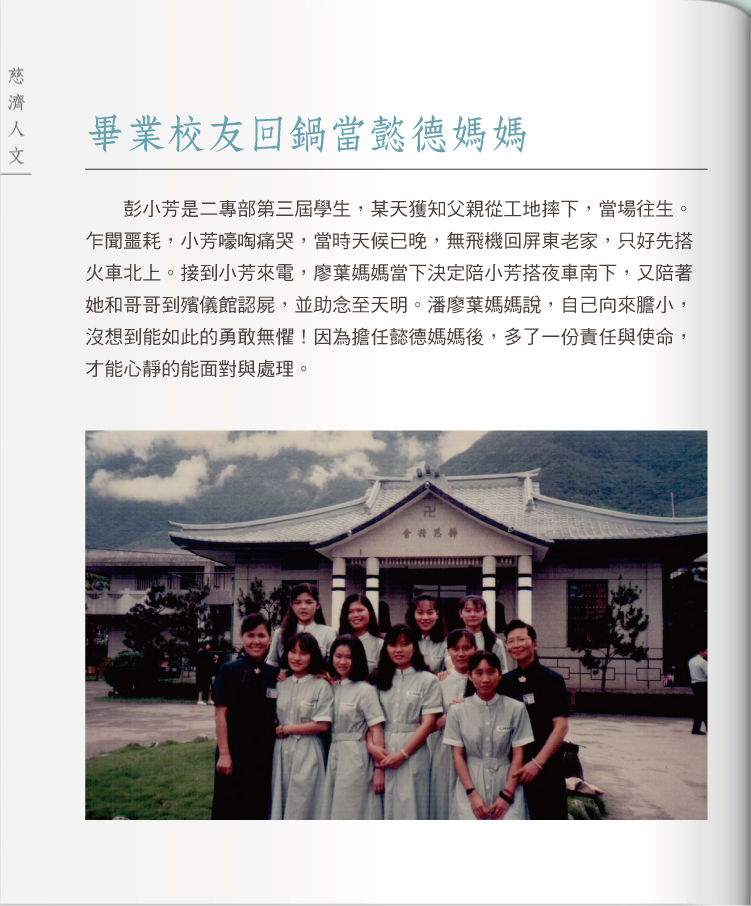 慈濟人文
畢業校友回鍋當懿德媽媽
彭小芳是二專部第三屆學生，某天獲知父親從工地摔下，當場往生。
乍聞噩耗，小芳嚎啕痛哭，當時天候已晚，無飛機回屏東老家，只好先搭
火車北上。接到小芳來電，廖葉媽媽當下決定陪小芳搭夜車南下，又陪著
她和哥哥到殯儀館認屍，並助念至天明。潘廖葉媽媽說，自己向來膽小，
沒想到能如此的勇敢無懼！因為擔任懿德媽媽後，多了一份責任與使命，
才能心靜的能面對與處理。
卍
會精思靜